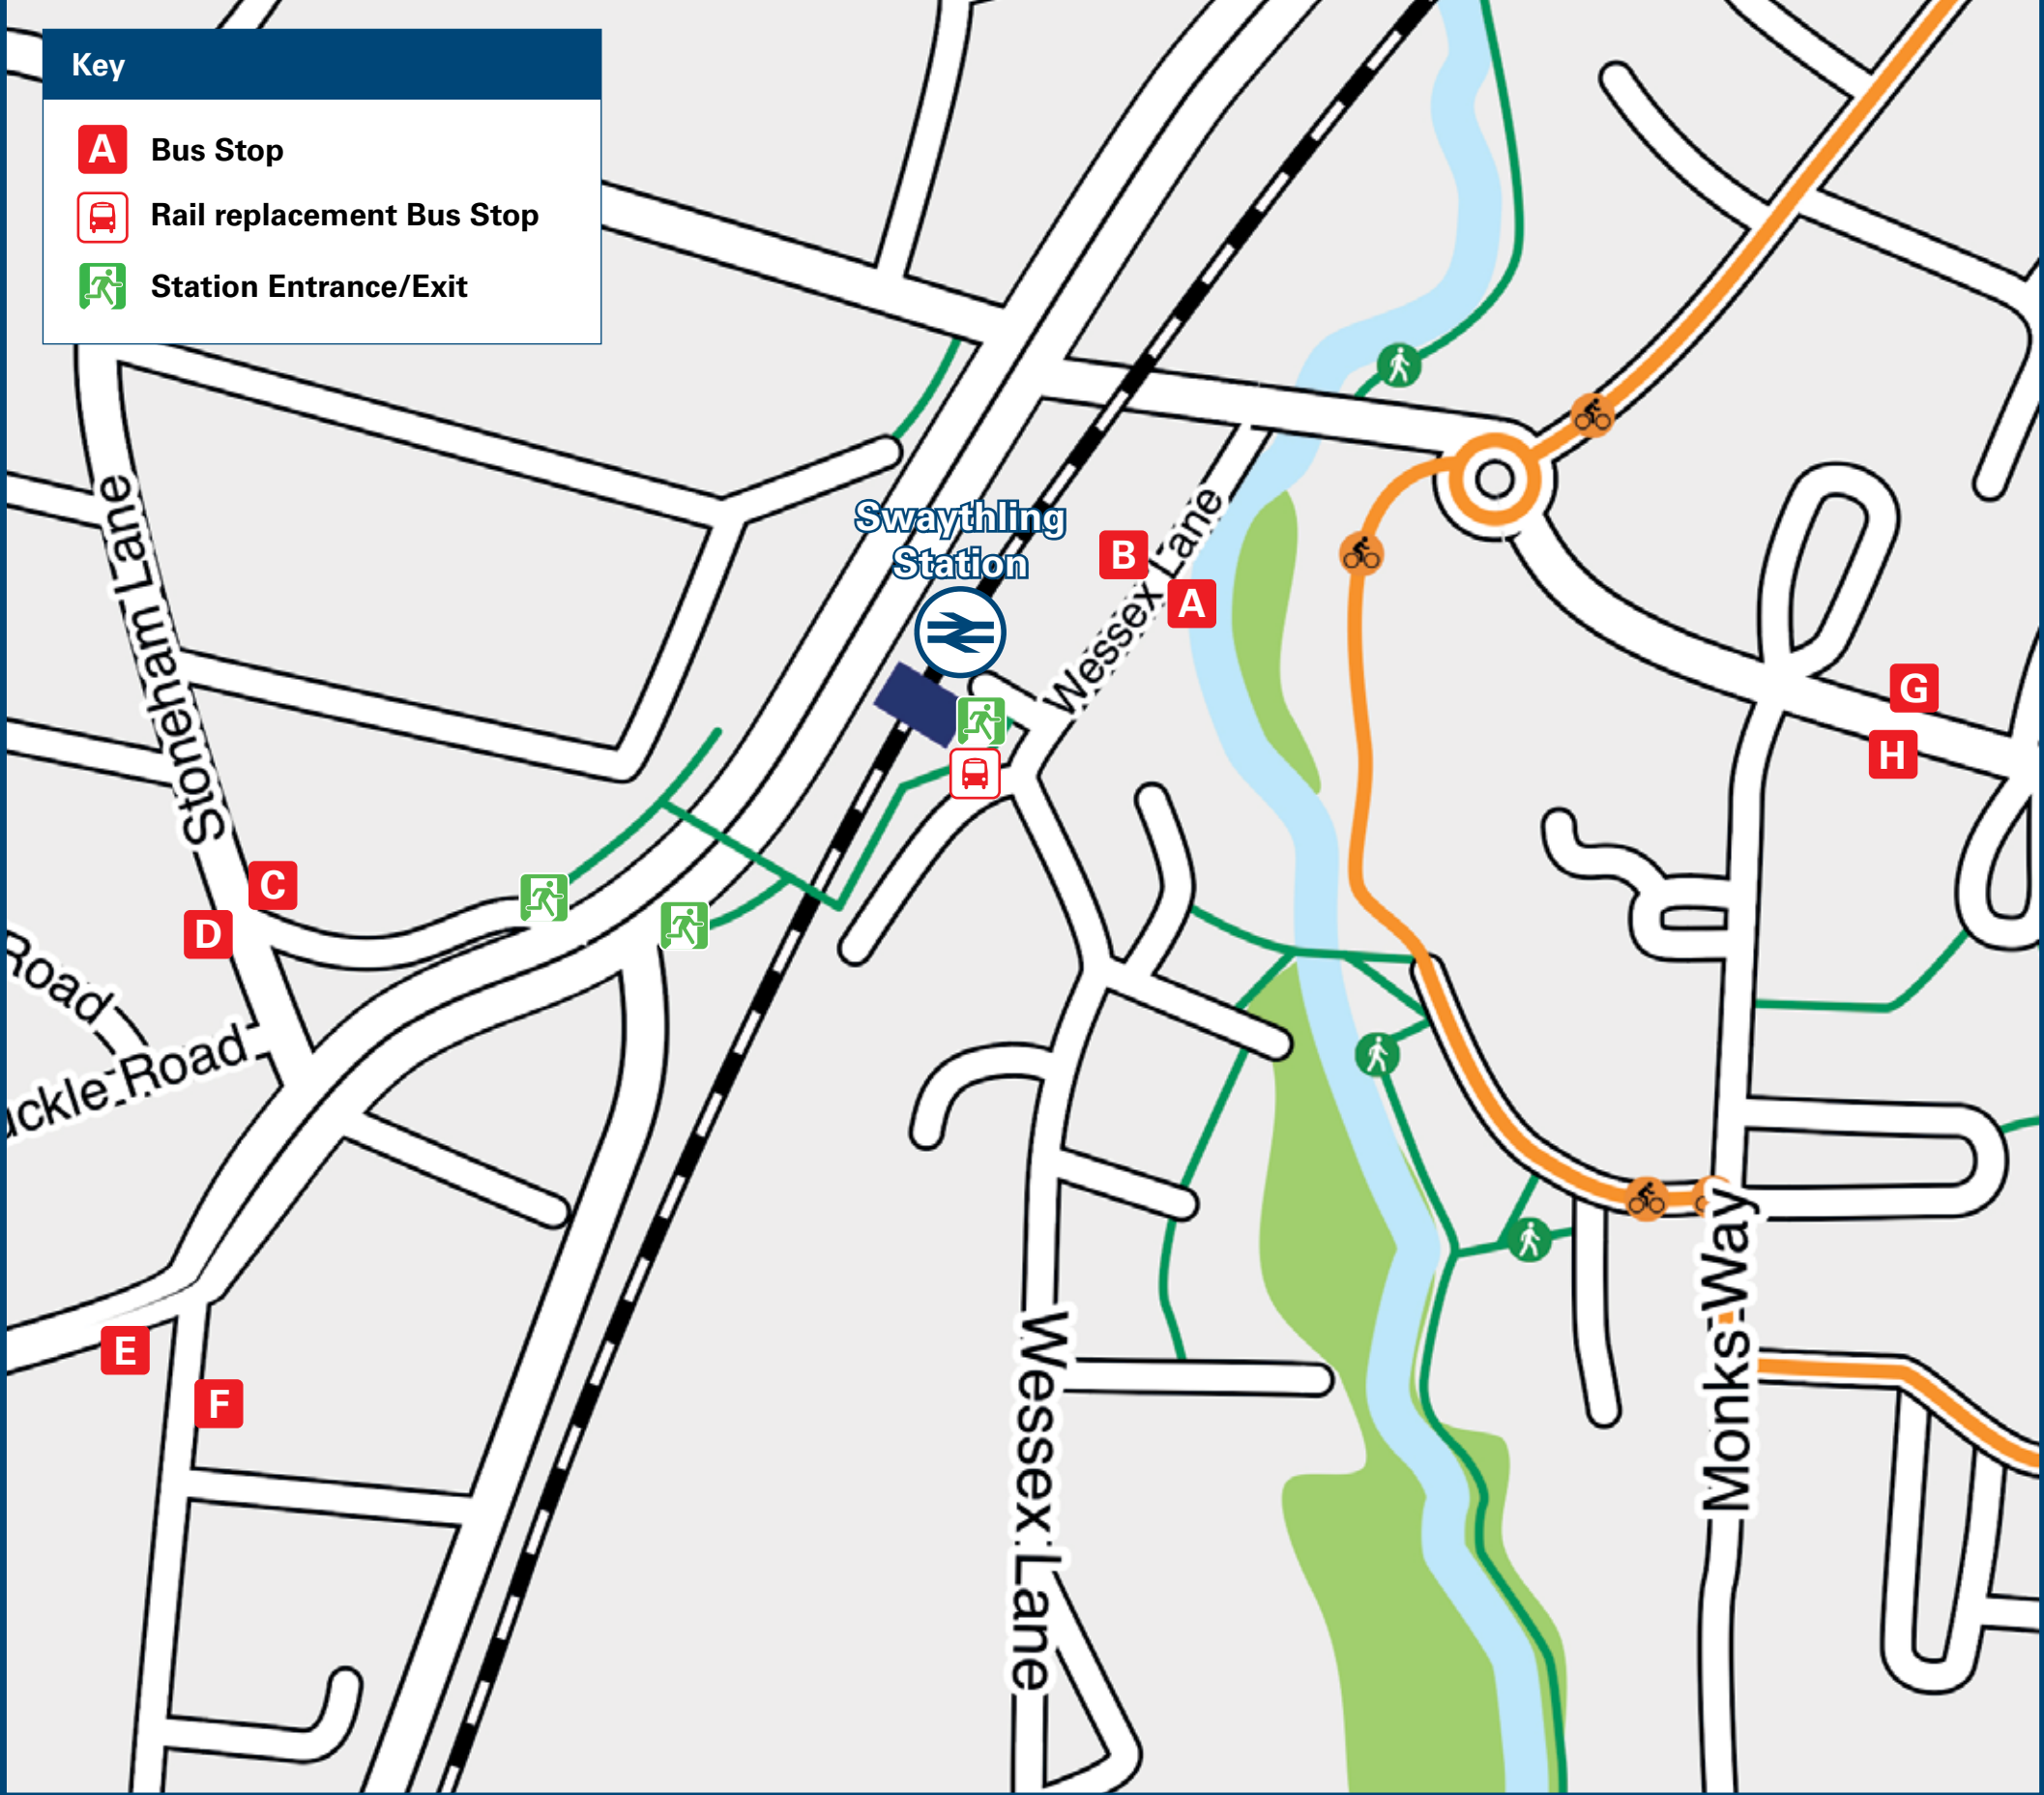 Key
A Bus Stop
Rail replacement Bus Stop
Station Entrance/Exit
Stoneham Lane
Swaythling
Station
B
Wessex Lane
A
G
H
C
D
Road
ckle Road
E
F
Wessex Lane
Monks Way